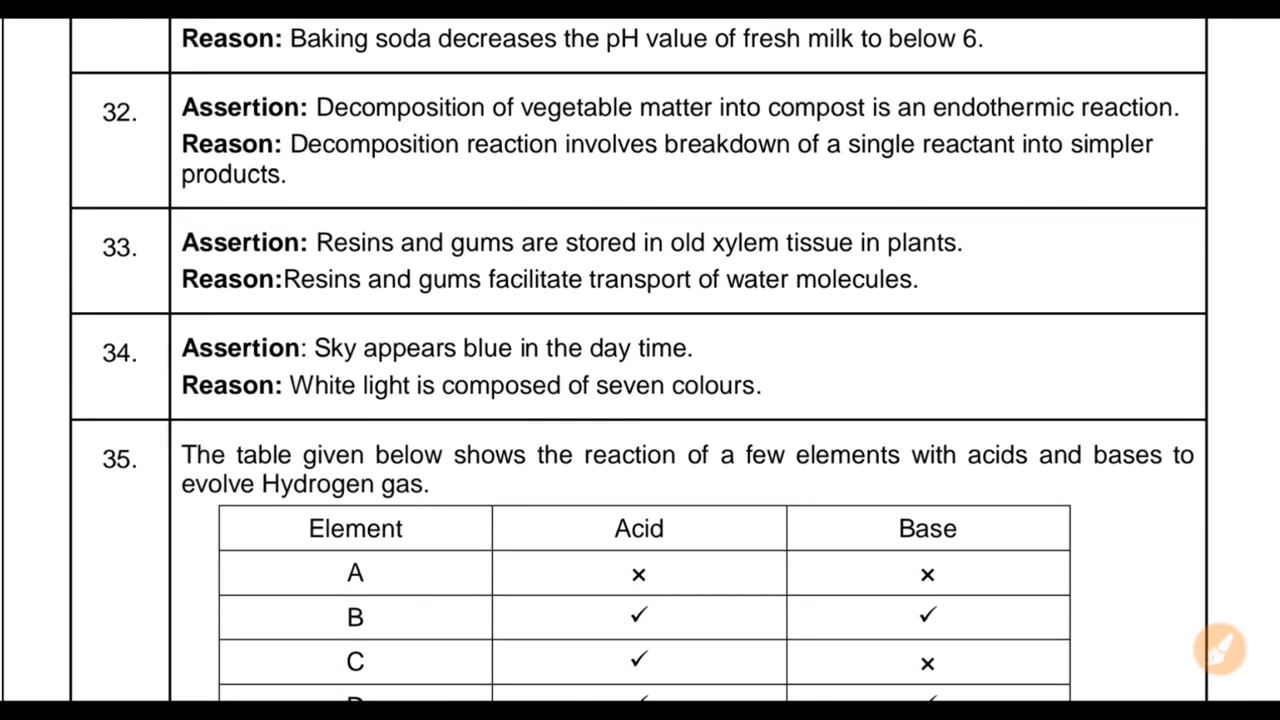 Reason: Baking soda decreases the pH value of fresh milk to below 6.
32.
Assertion: Decomposition of vegetable matter into compost is an endothermic reaction.
Reason: Decomposition reaction involves breakdown of a single reactant into simpler
products.
33.
Assertion: Resins and gums are stored in old xylem tissue in plants.
Reason:Resins and gums facilitate transport of water molecules.
34.
Assertion: Sky appears blue in the day time.
Reason: White light is composed of seven colours.
35.
The table given below shows the reaction of a few elements with acids and bases to
evolve Hydrogen gas.
Element Acid Base
A × ×
B ✓ ✓
C ✓ ×